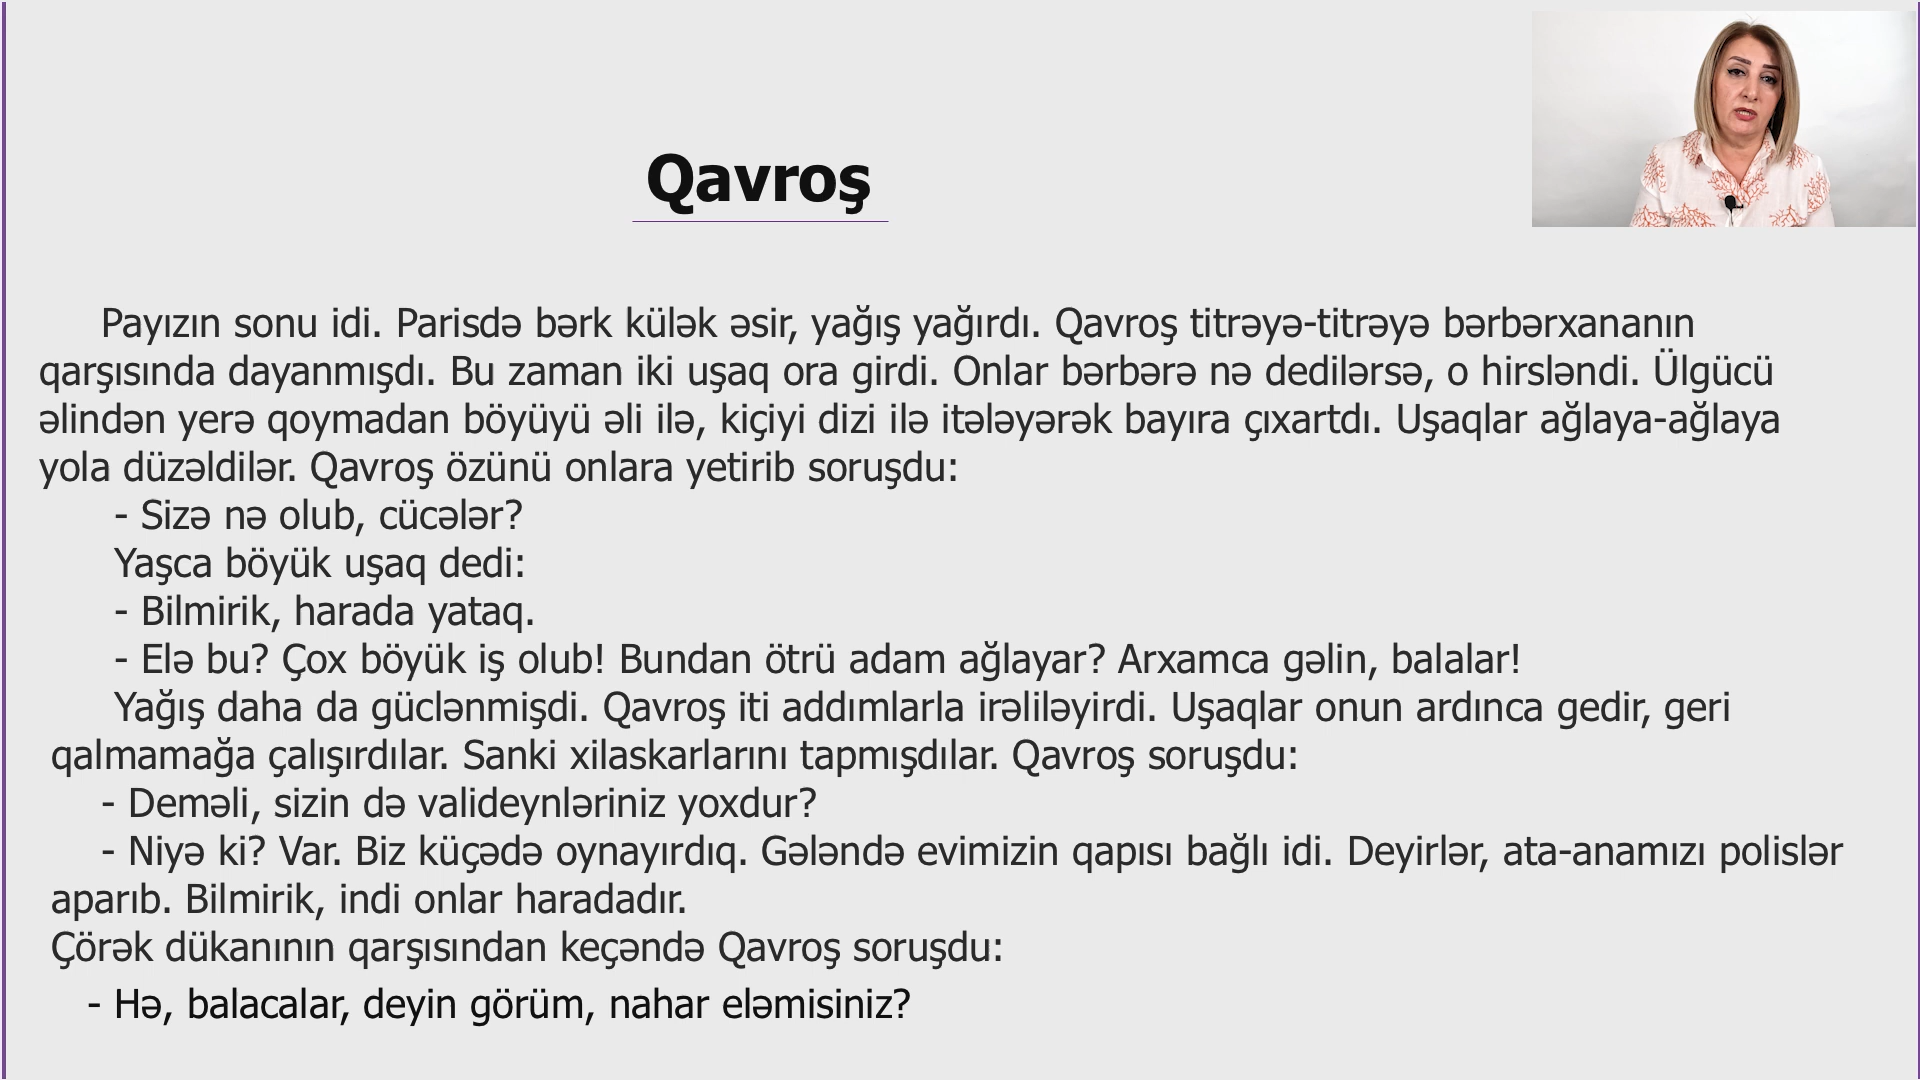 Qavroş
Payızın sonu idi. Parisdə bərk külək əsir, yağış yağırdı. Qavroş titrəyə-titrəyə bərbərxananın
qarşısında dayanmışdı. Bu zaman iki uşaq ora girdi. Onlar bərbərə nə dedilərsə, o hirsləndi. Ülgücü
əlindən yerə qoymadan böyüyü əli ilə, kiçiyi dizi ilə itələyərək bayıra çıxartdı. Uşaqlar ağlaya-ağlaya
yola düzəldilər. Qavroş özünü onlara yetirib soruşdu:
- Sizə nə olub, cücələr?
Yaşca böyük uşaq dedi:
- Bilmirik, harada yataq.
- Elə bu? Çox böyük iş olub! Bundan ötrü adam ağlayar? Arxamca gəlin, balalar!
Yağış daha da güclənmişdi. Qavroş iti addımlarla irəliləyirdi. Uşaqlar onun ardınca gedir, geri
qalmamağa çalışırdılar. Sanki xilaskarlarını tapmışdılar. Qavroş soruşdu:
- Deməli, sizin də valideynləriniz yoxdur?
- Niyə ki? Var. Biz küçədə oynayırdıq. Gələndə evimizin qapısı bağlı idi. Deyirlər, ata-anamızı polislər
aparıb. Bilmirik, indi onlar haradadır.
Çörək dükanının qarşısından keçəndə Qavroş soruşdu:
- Hə, balacalar, deyin görüm, nahar eləmisiniz?